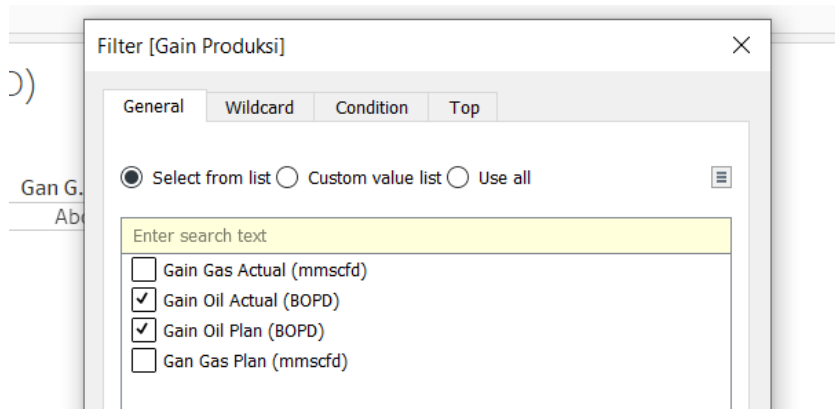 Filter [Gain Produksi]
General Wildcard Condition Top
Select from list Custom value list Use all
Gan G.
Enter search text
Gain Gas Actual (mmscfd)
Gain Oil Actual (BOPD)
Gain Oil Plan (BOPD)
Gan Gas Plan (mmscfd)